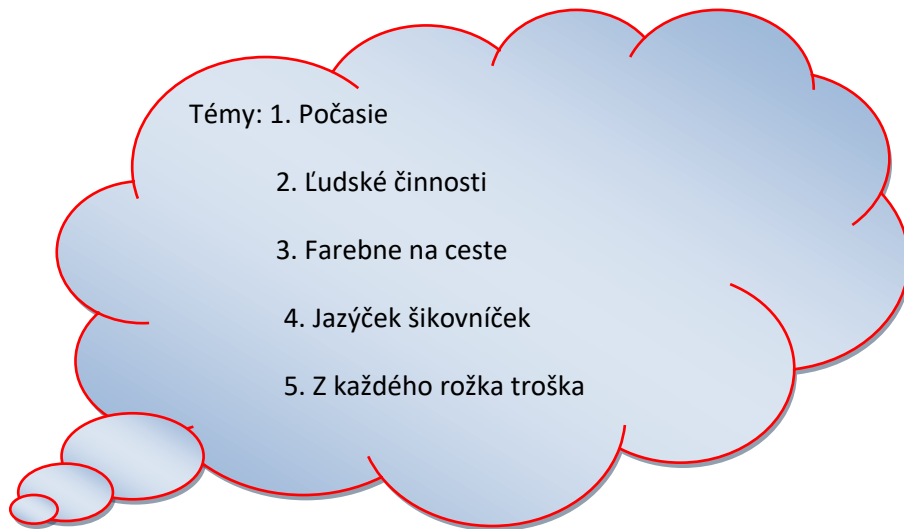 Témy: 1. Počasie
2. Ľudské činnosti
3. Farebne na ceste
4. Jazýček šikovníček
5. Z každého rožka troška